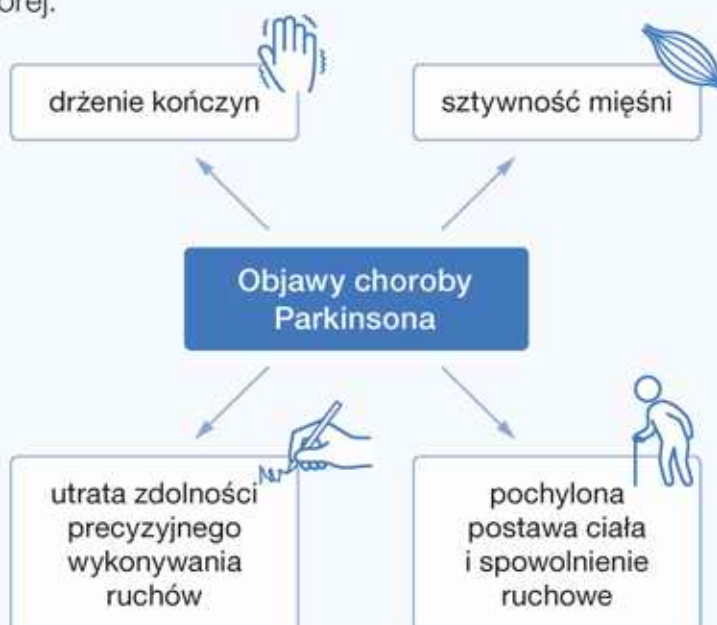 drżenie kończyn
sztywność mięśni
Objawy choroby
Parkinsona
utrata zdolności
precyzyjnego
wykonywania
ruchów
pochylona
postawa ciała
i spowolnienie
ruchowe